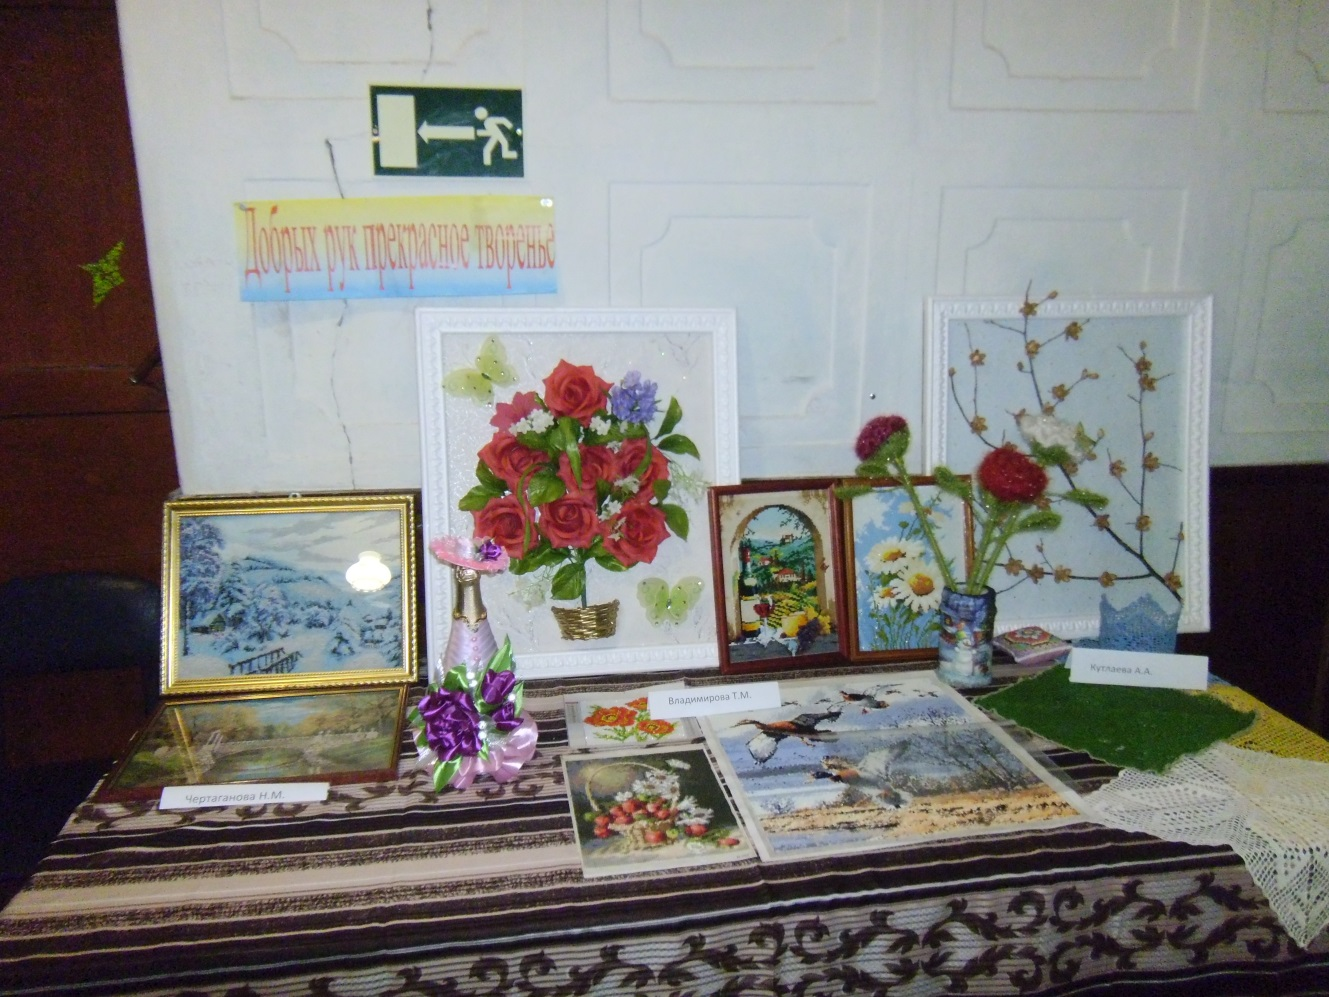 Добрых рук прекрасное творенье
Чертаганова Н.М.
Владимирова Т.М.
Кутлаева А.А.